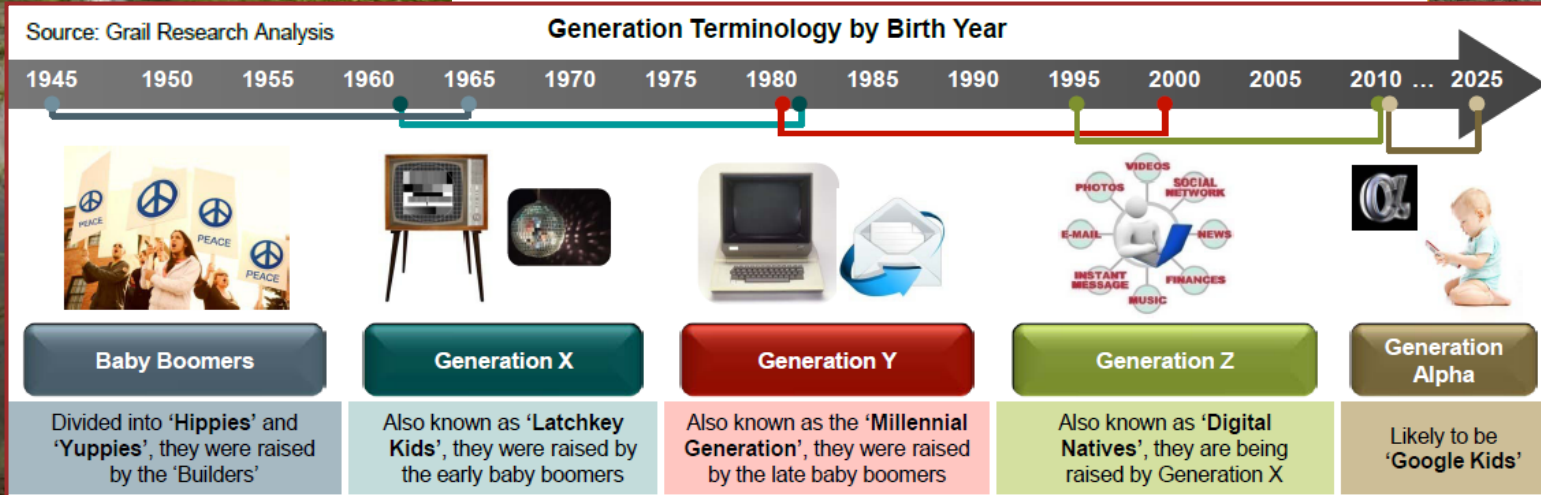 Source: Grail Research Analysis
Generation Terminology by Birth Year
1945 1950 1955 1960 1965 1970 1975 1980 1985 1990 1995 2000 2005 2010 ... 2025
PEACE
PEACE
PEACE
VIDEOS
PHOTOS
SOCIAL
NETWORK
E-MAIL
NEWS
INSTANT
MESSAGE
FINANCES
MUSIC
α
Baby Boomers
Divided into ‘Hippies’ and
‘Yuppies’, they were raised
by the ‘Builders’
Generation X
Also known as ‘Latchkey
Kids’, they were raised by
the early baby boomers
Generation Y
Also known as the ‘Millennial
Generation’, they were raised
by the late baby boomers
Generation Z
Also known as ‘Digital
Natives’, they are being
raised by Generation X
Generation
Alpha
Likely to be
‘Google Kids’